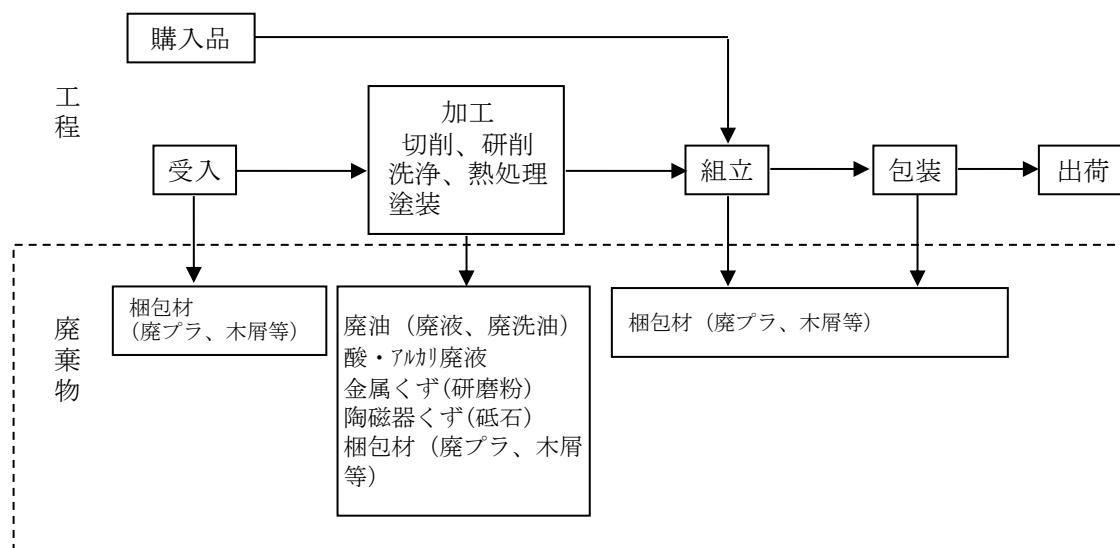 購入品
工程
加工
切削、研削
洗浄、熱処理
塗装
受入
組立
包装
出荷
廃棄物
梱包材
(廃プラ、木屑等)
廃油（廃液、廃洗油）
酸・ｱﾙｶﾘ廃液
金属くず(研磨粉)
陶磁器くず(砥石)
梱包材（廃プラ、木屑
等）
梱包材（廃プラ、木屑等）